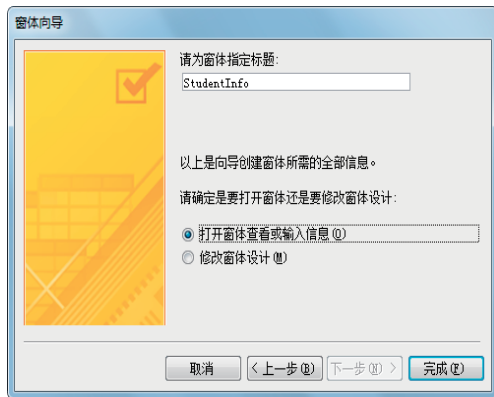 窗体向导
请为窗体指定标题:
StudentInfo
以上是向导创建窗体所需的全部信息。
请确定是要打开窗体还是要修改窗体设计:
打开窗体查看或输入信息(O)
修改窗体设计(M)
取消 <上一步(B) 下一步(N)> 完成(F)